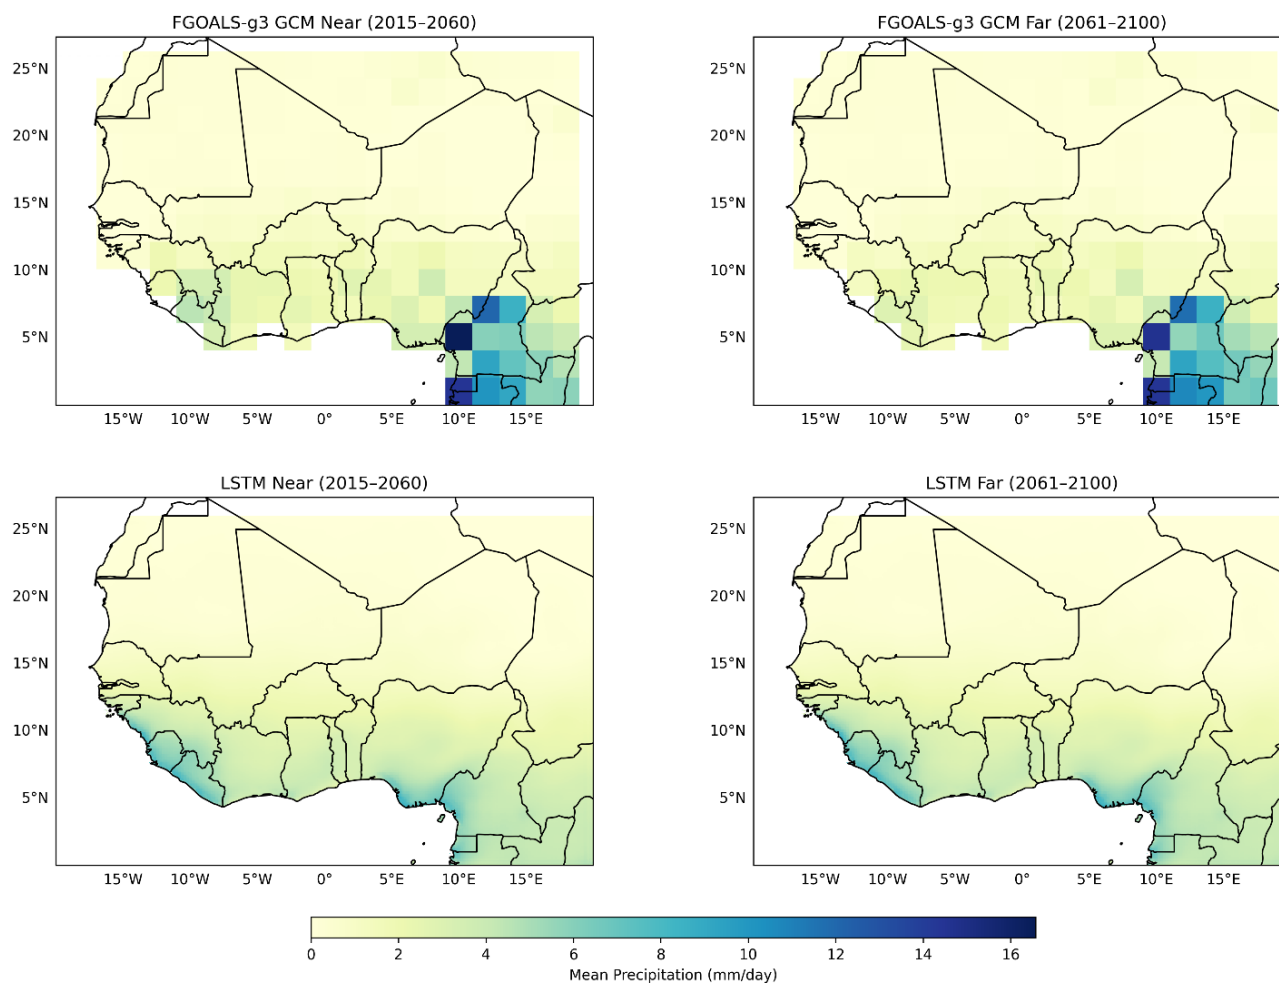 FGOALS-g3 GCM Near (2015–2060)
FGOALS-g3 GCM Far (2061–2100)
25°N
20°N
15°N
10°N
5°N
15°W
10°W
5°W
0°
5°E
10°E
15°E
25°N
20°N
15°N
10°N
5°N
15°W
10°W
5°W
0°
5°E
10°E
15°E
LSTM Near (2015–2060)
LSTM Far (2061–2100)
25°N
20°N
15°N
10°N
5°N
15°W
10°W
5°W
0°
5°E
10°E
15°E
25°N
20°N
15°N
10°N
5°N
15°W
10°W
5°W
0°
5°E
10°E
15°E
0 2 4 6 8 10 12 14 16
Mean Precipitation (mm/day)